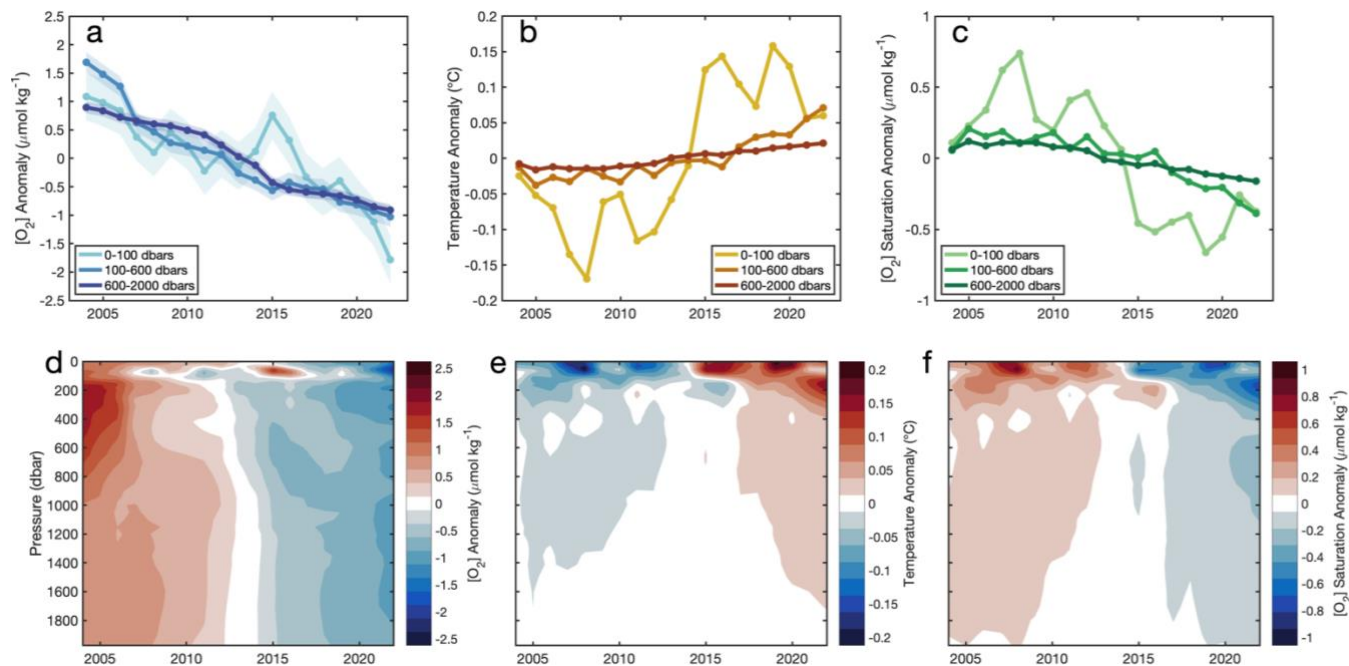 a
[O₂] Anomaly (μmol kg⁻¹)
2.5
2
1.5
1
0.5
0
-0.5
-1
-1.5
-2
-2.5
0-100 dbars
100-600 dbars
600-2000 dbars
2005 2010 2015 2020
b
Temperature Anomaly (°C)
0.2
0.15
0.1
0.05
0
-0.05
-0.1
-0.15
-0.2
0-100 dbars
100-600 dbars
600-2000 dbars
2005 2010 2015 2020
c
[O₂] Saturation Anomaly (μmol kg⁻¹)
1
0.5
0
-0.5
-1
0-100 dbars
100-600 dbars
600-2000 dbars
2005 2010 2015 2020
d
Pressure (dbar)
0
200
400
600
800
1000
1200
1400
1600
1800
2005 2010 2015 2020
2.5
2
1.5
1
0.5
0
-0.5
-1
-1.5
-2
-2.5
[O₂] Anomaly (μmol kg⁻¹)
e
2005 2010 2015 2020
0.2
0.15
0.1
0.05
0
-0.05
-0.1
-0.15
-0.2
Temperature Anomaly (°C)
f
2005 2010 2015 2020
1
0.8
0.6
0.4
0.2
0
-0.2
-0.4
-0.6
-0.8
-1
[O₂] Saturation Anomaly (μmol kg⁻¹)